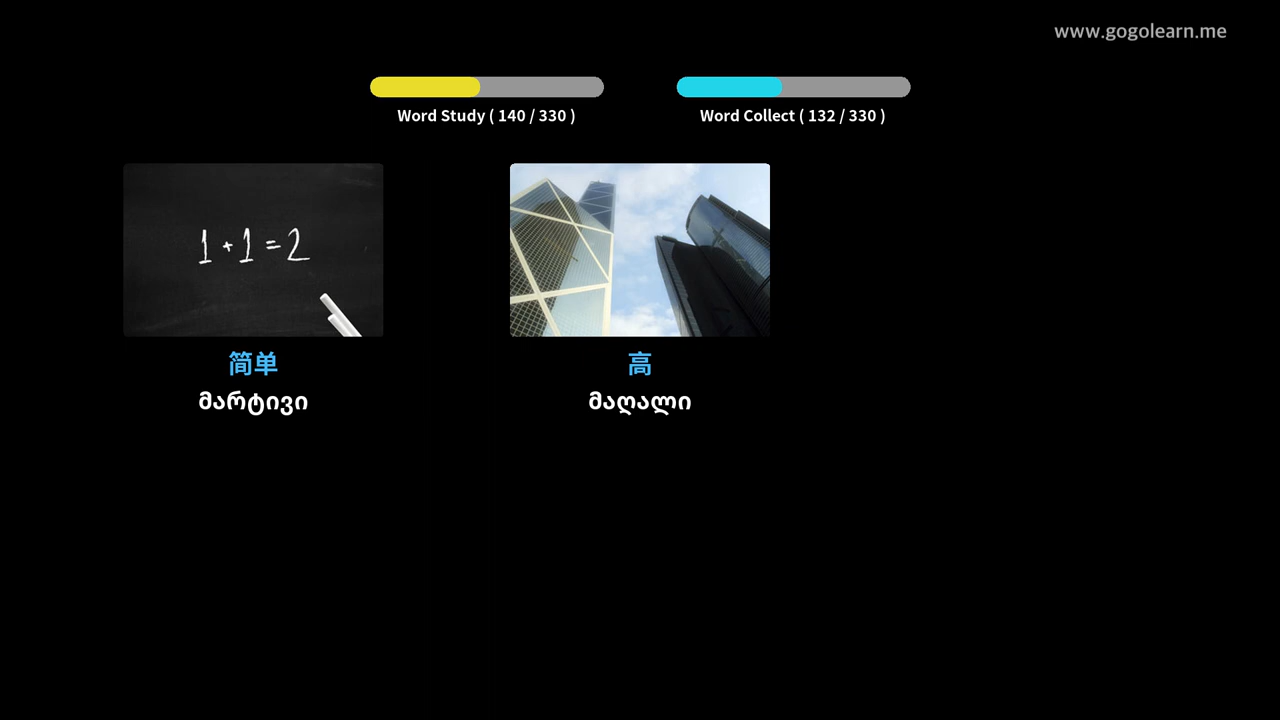 www.gogolearn.me
Word Study ( 140 / 330 )
Word Collect ( 132 / 330 )
1 + 1 = 2
简单
მარტივი
高
მაღალი